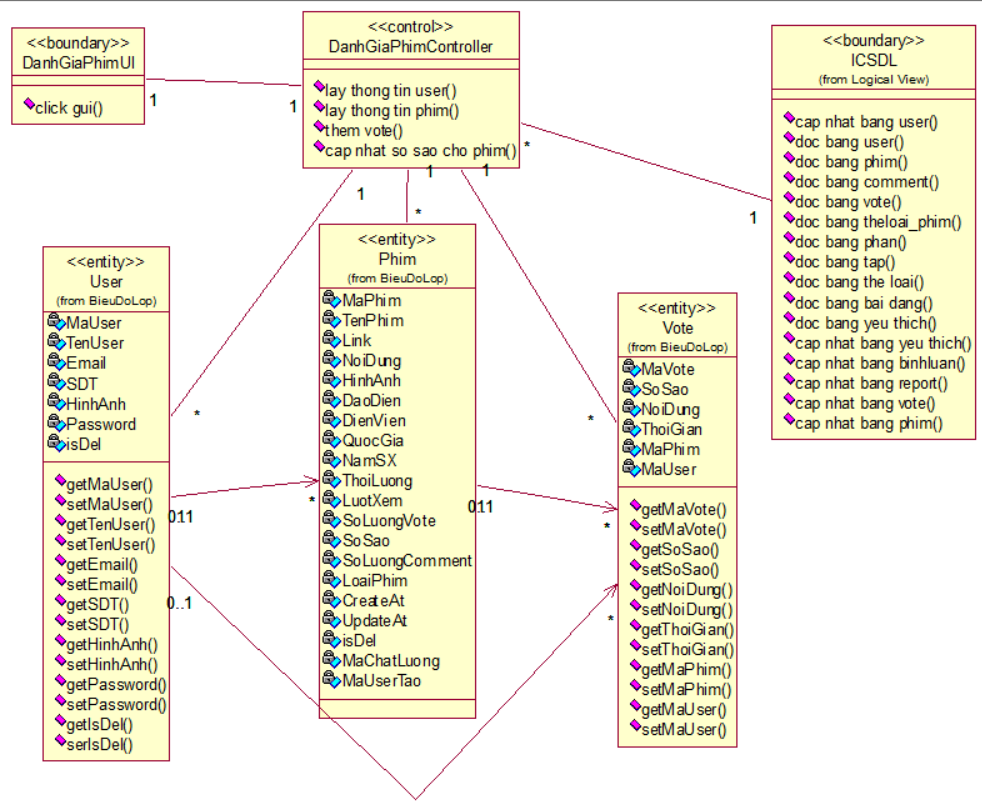 <<boundary>>
DanhGiaPhimUI
click gui()
1
<<control>>
DanhGiaPhimController
lay thong tin user()
lay thong tin phim()
them vote()
cap nhat so sao cho phim()
1
*
1
1
1
<<boundary>>
ICSDL
(from Logical View)
cap nhat bang user()
doc bang user()
doc bang phim()
doc bang comment()
doc bang vote()
doc bang theloai_phim()
doc bang phan()
doc bang tap()
doc bang the loai()
doc bang bai dang()
doc bang yeu thich()
cap nhat bang yeu thich()
cap nhat bang binhluan()
cap nhat bang report()
cap nhat bang vote()
cap nhat bang phim()
1
<<entity>>
User
(from BieuDoLop)
MaUser
TenUser
Email
SDT
HinhAnh
Password
isDel
getMaUser()
setMaUser()
getTenUser()
setTenUser()
getEmail()
setEmail()
getSDT()
setSDT()
getHinhAnh()
setHinhAnh()
getPassword()
setPassword()
getIsDel()
serIsDel()
*
0..1
0..1
*
<<entity>>
Phim
(from BieuDoLop)
MaPhim
TenPhim
Link
NoiDung
HinhAnh
DaoDien
DienVien
QuocGia
NamSX
ThoiLuong
LuotXem
SoLuongVote
SoSao
SoLuongComment
LoaiPhim
CreateAt
UpdateAt
isDel
MaChatLuong
MaUserTao
*
0..1
*
<<entity>>
Vote
(from BieuDoLop)
MaVote
SoSao
NoiDung
ThoiGian
MaPhim
MaUser
getMaVote()
setMaVote()
getSoSao()
setSoSao()
getNoiDung()
setNoiDung()
getThoiGian()
setThoiGian()
getMaPhim()
setMaPhim()
getMaUser()
setMaUser()
*
*